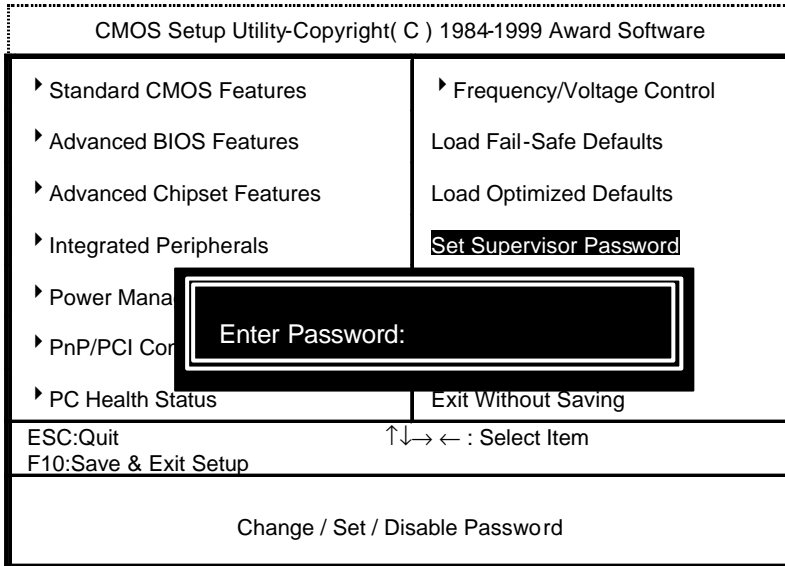 CMOS Setup Utility-Copyright( C ) 1984-1999 Award Software
Standard CMOS Features
Advanced BIOS Features
Advanced Chipset Features
Integrated Peripherals
Power Mana
PnP/PCI Cor
PC Health Status
Frequency/Voltage Control
Load Fail-Safe Defaults
Load Optimized Defaults
Set Supervisor Password
Exit Without Saving
Enter Password:
ESC:Quit ↑↓→ ← : Select Item
F10:Save & Exit Setup
Change / Set / Disable Password